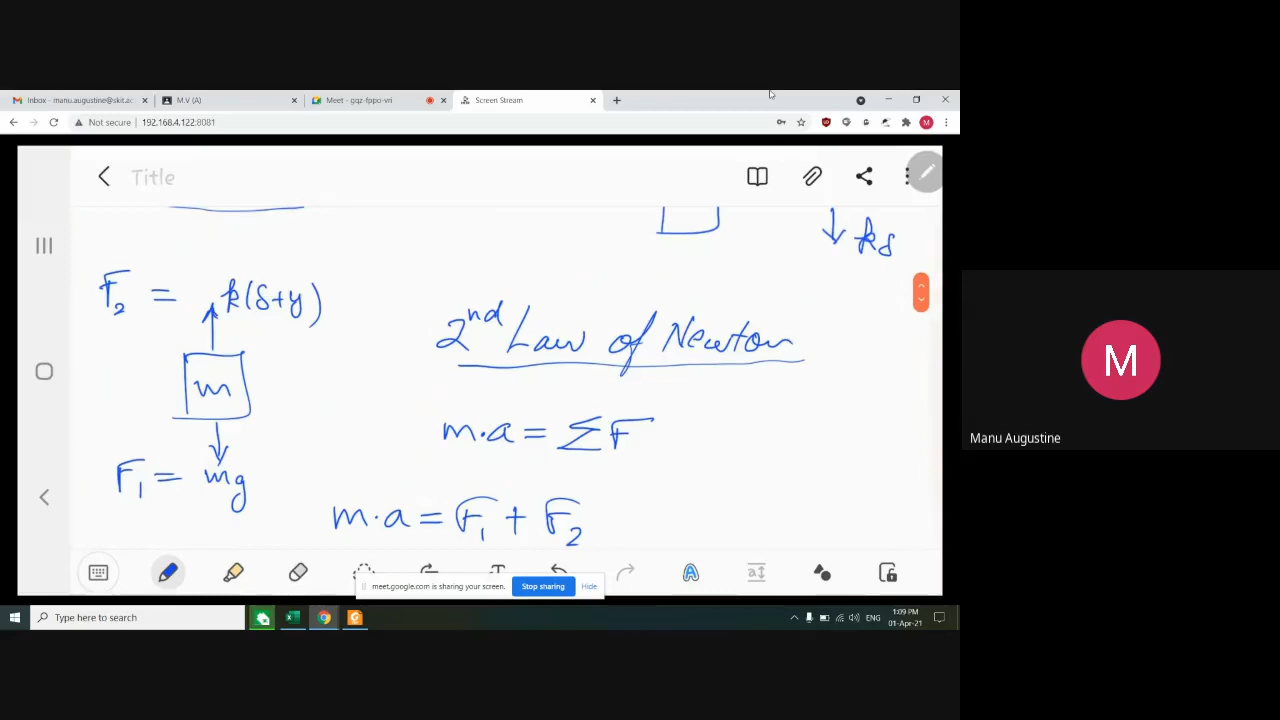 Inbox - manu.augustine@skit.ac
M.V (A)
Meet - gqz-fppo-vri
Screen Stream
Not secure | 192.168.4.122:8081
M
Title
kδ
F₂ = k(δ+y)
2nd Law of Newton
m
m·a = ΣF
F₁ = mg
m·a = F₁ + F₂
T
A
meet.google.com is sharing your screen.
Stop sharing
Hide
Type here to search
ENG
1:09 PM
01-Apr-21
M
Manu Augustine